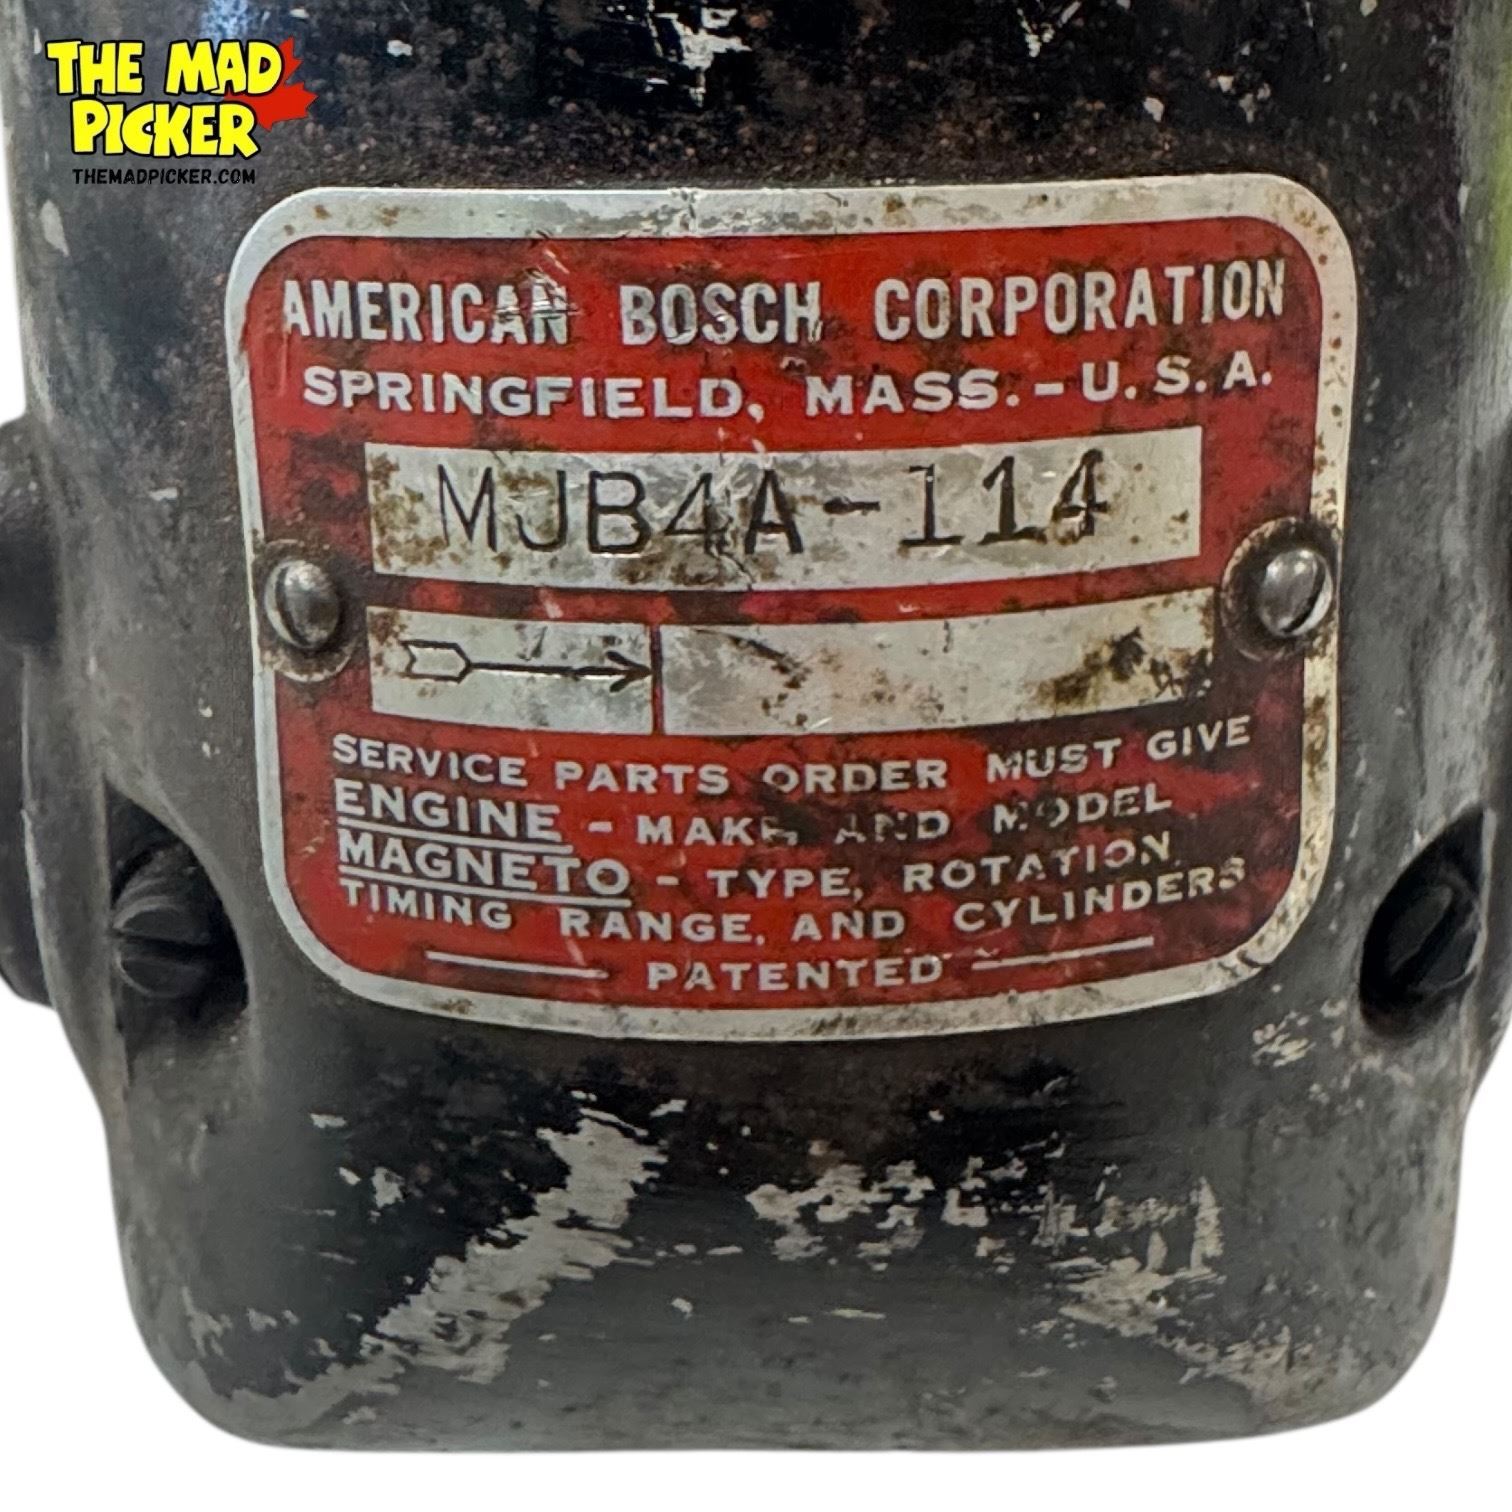 THE MAD
PICKER
THEMADPICKER.COM
AMERICAN BOSCH CORPORATION
SPRINGFIELD, MASS. - U.S.A.
MJB4A-114
SERVICE PARTS ORDER MUST GIVE
ENGINE - MAKE, AND MODEL
MAGNETO - TYPE, ROTATION,
TIMING RANGE, AND CYLINDERS
PATENTED